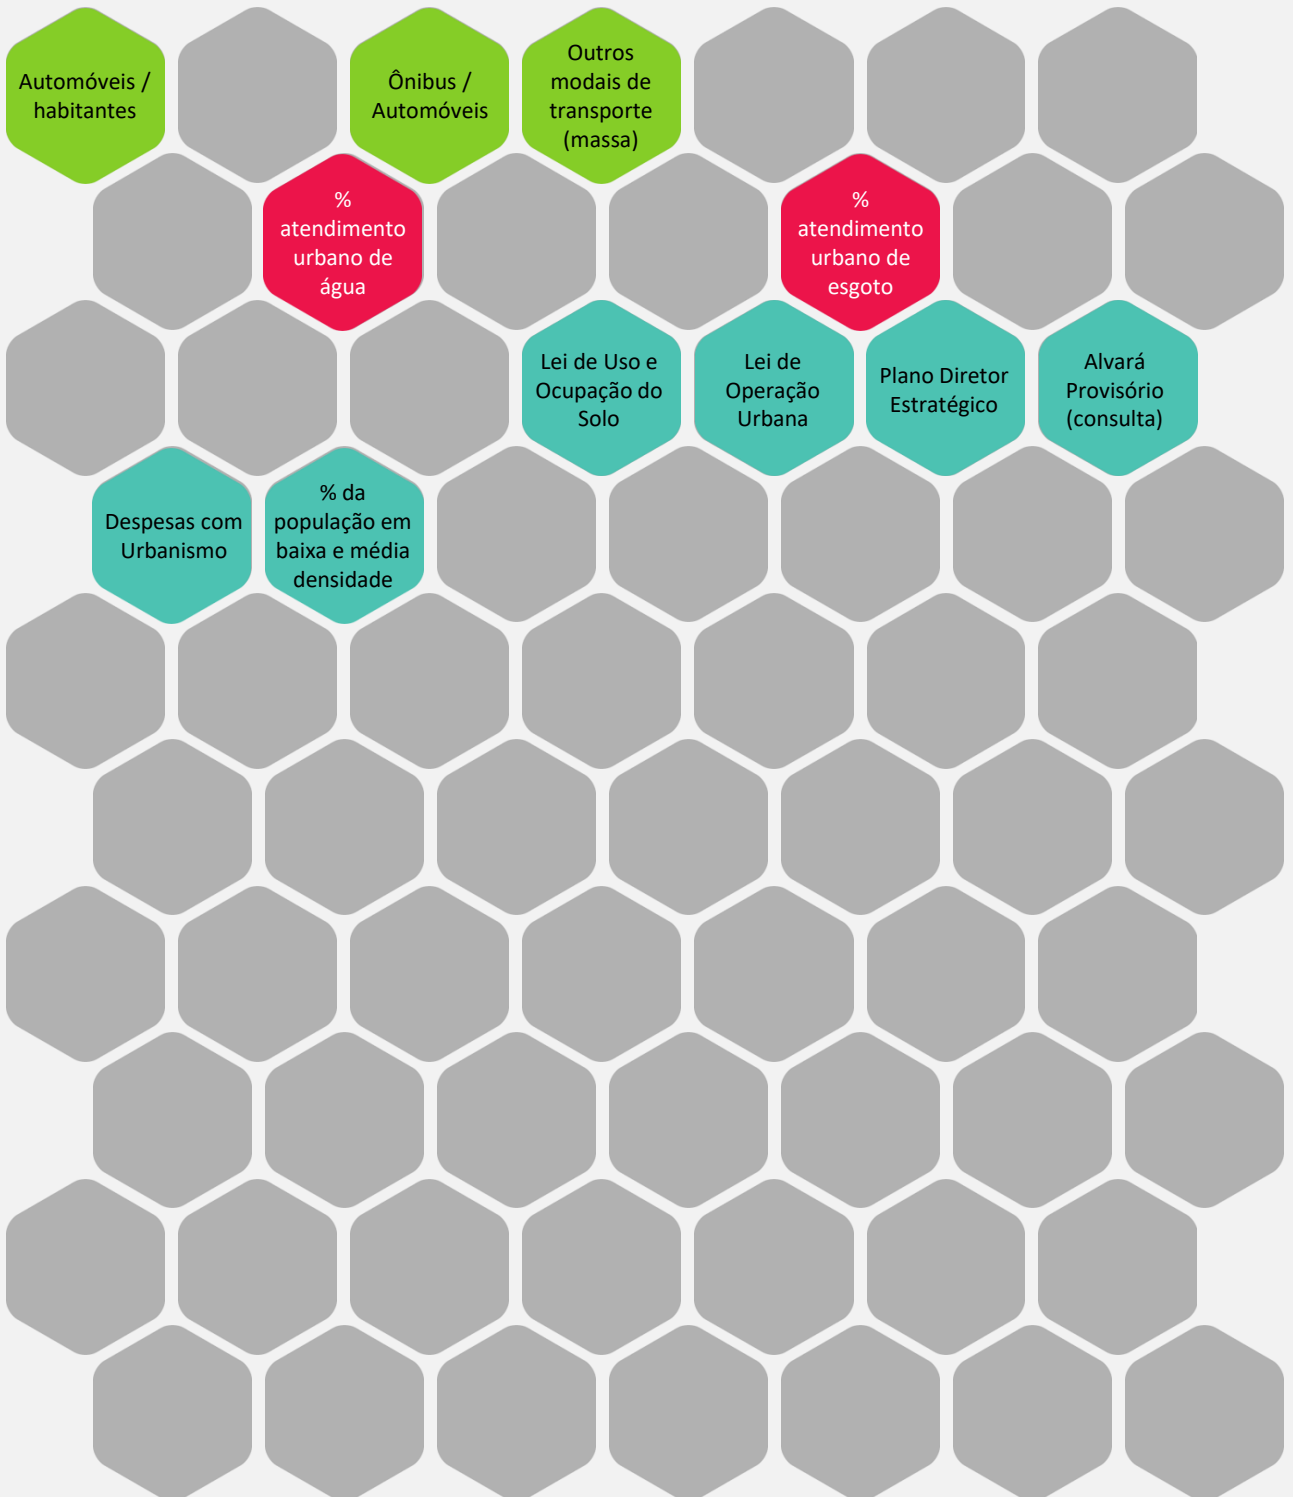 Automóveis /
habitantes
Ônibus /
Automóveis
Outros
modais de
transporte
(massa)
%
atendimento
urbano de
água
%
atendimento
urbano de
esgoto
Lei de Uso e
Ocupação do
Solo
Lei de
Operação
Urbana
Plano Diretor
Estratégico
Alvará
Provisório
(consulta)
Despesas com
Urbanismo
% da
população em
baixa e média
densidade